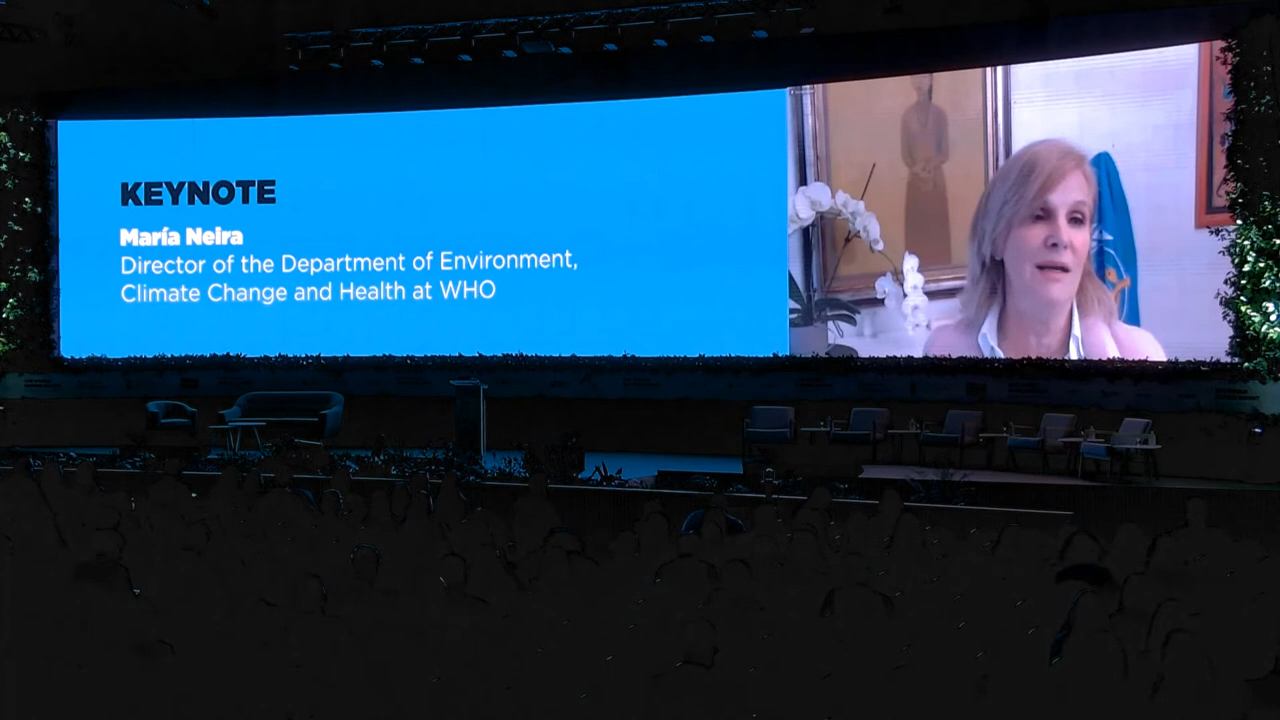 KEYNOTE
María Neira
Director of the Department of Environment,
Climate Change and Health at WHO